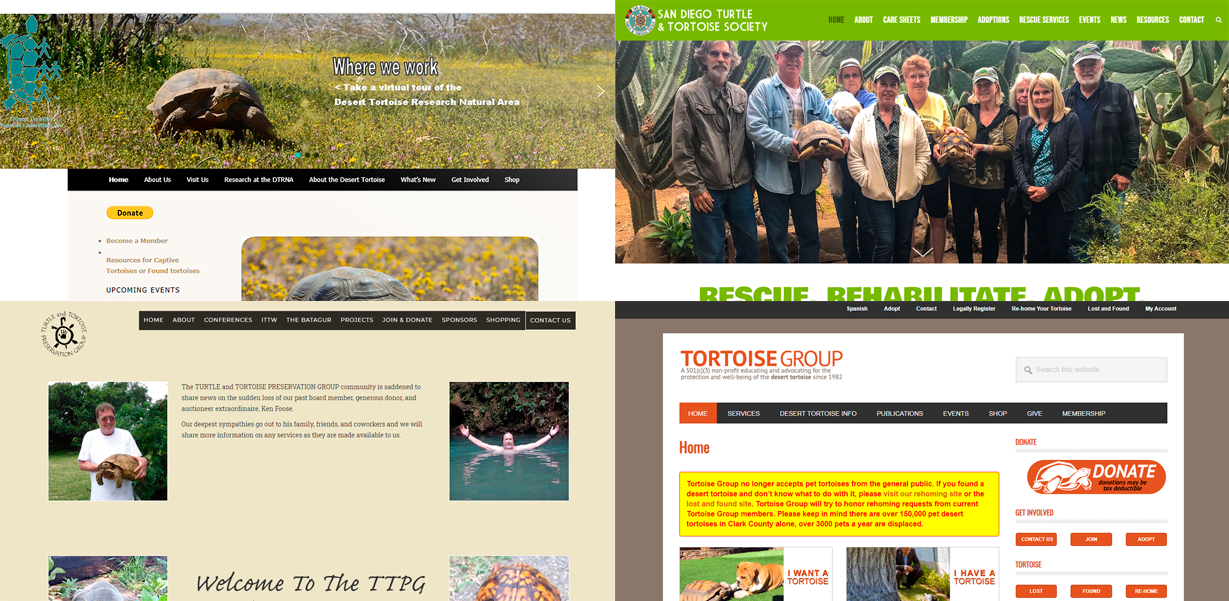 Where we work
< Take a virtual tour of the
Desert Tortoise Research Natural Area
Home About Us Visit Us Research at the DTRNA About the Desert Tortoise What's New Get Involved Shop
Donate
Become a Member
Resources for Captive
Tortoises or Found tortoises
UPCOMING EVENTS
SAN DIEGO TURTLE
& TORTOISE SOCIETY
HOME ABOUT CARE SHEETS MEMBERSHIP ADOPTIONS RESCUE SERVICES EVENTS NEWS RESOURCES CONTACT
RESCUE REHABILITATE ADOPT
TURTLE and TORTOISE
PRESERVATION GROUP
HOME ABOUT CONFERENCES ITTW THE BATAGUR PROJECTS JOIN & DONATE SPONSORS SHOPPING CONTACT US
The TURTLE and TORTOISE PRESERVATION GROUP community is saddened to
share news on the sudden loss of our past board member, generous donor, and
auctioneer extraordinaire, Ken Foose.
Our deepest sympathies go out to his family, friends, and coworkers and we will
share more information on any services as they are made available to us.
Welcome To The TTPG
Spanish Adopt Contact Legally Register Re-home Your Tortoise Lost and Found My Account
TORTOISE GROUP
A 501(c)(3) non-profit educating and advocating for the
protection and well-being of the desert tortoise since 1982
Search this website
HOME SERVICES DESERT TORTOISE INFO PUBLICATIONS EVENTS SHOP GIVE MEMBERSHIP
Home
Tortoise Group no longer accepts pet tortoises from the general public. If you found a
desert tortoise and don't know what to do with it, please visit our rehoming site or the
lost and found site. Tortoise Group will try to honor rehoming requests from current
Tortoise Group members. Please keep in mind there are over 150,000 pet desert
tortoises in Clark County alone, over 3000 pets a year are displaced.
I WANT A
TORTOISE
I HAVE A
TORTOISE
DONATE
DONATE
donations may be
tax deductible
GET INVOLVED
CONTACT US JOIN ADOPT
TORTOISE
LOST FOUND RE-HOME